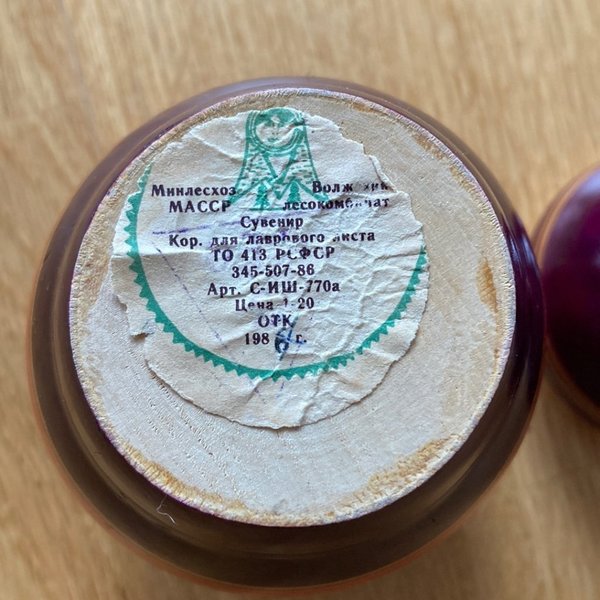 Минлесхоз
МАССР лесокомбинат
Сувенир
Кор. для лаврового листа
ТО 413 РСФСР
345-507-86
Арт. С-ИШ-770а
Цена 1-20
ОТК
198 г.